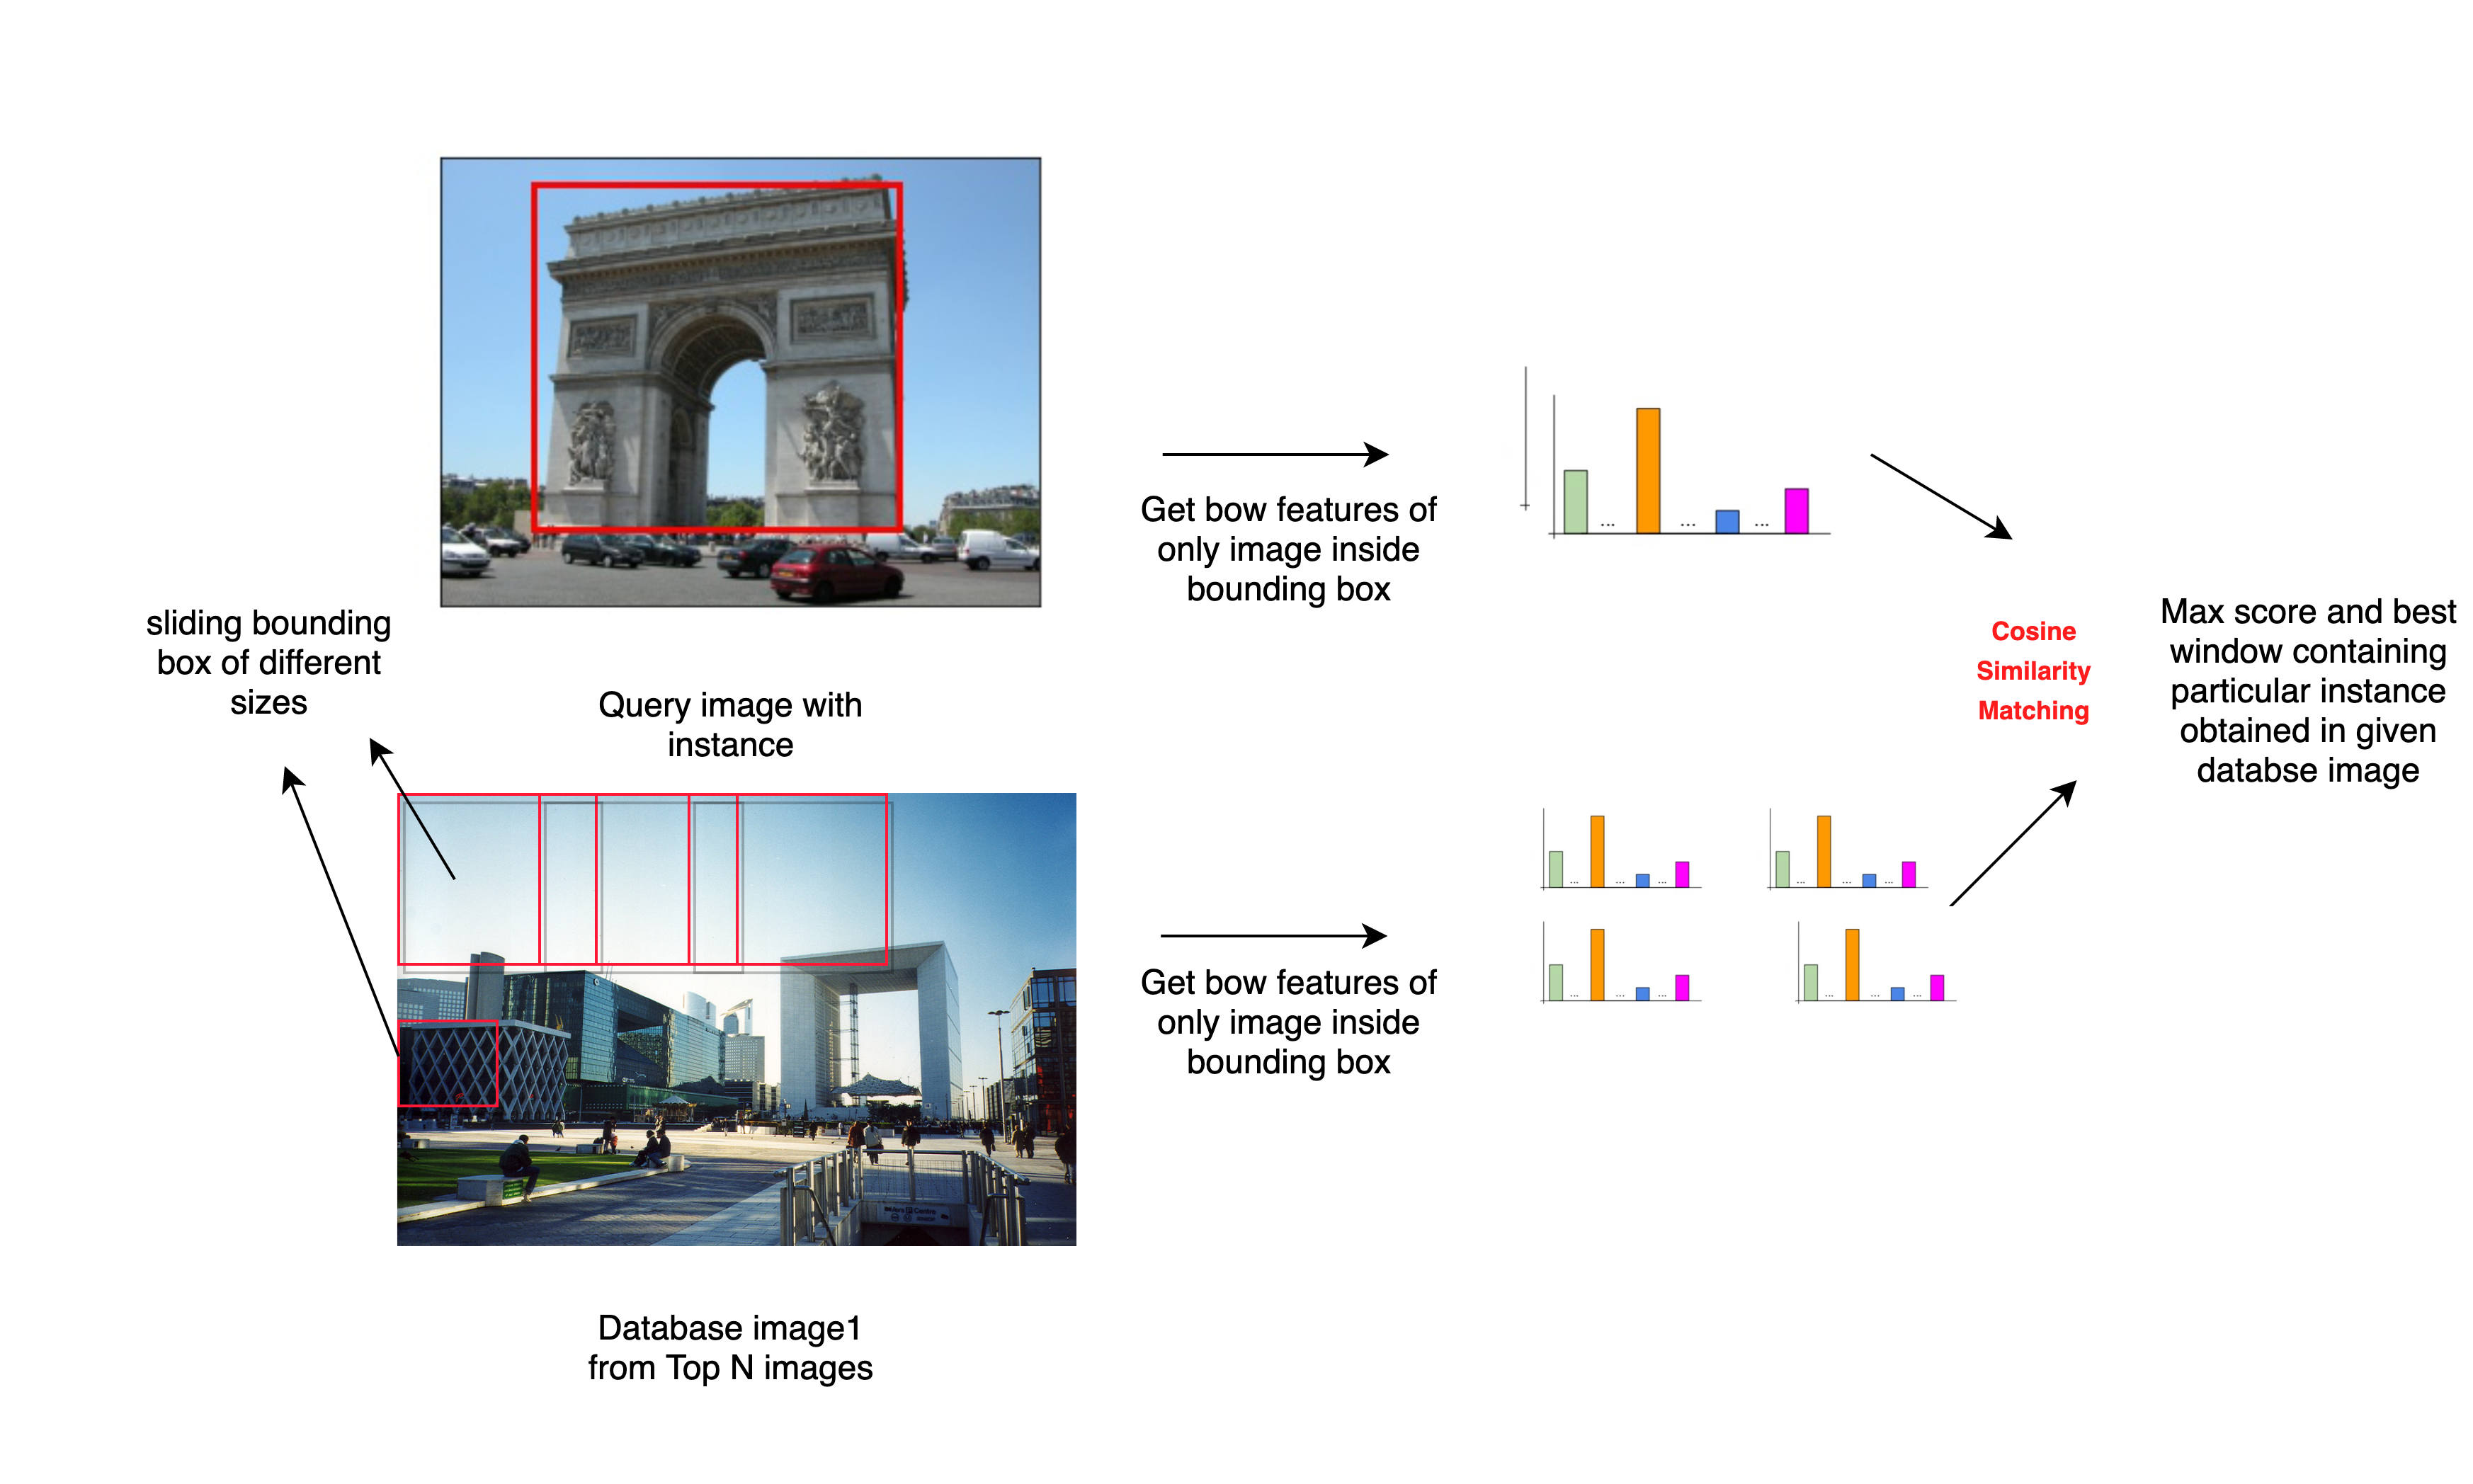 Get bow features of
only image inside
bounding box
sliding bounding
box of different
sizes
Query image with
instance
Cosine
Similarity
Matching
Max score and best
window containing
particular instance
obtained in given
databse image
...
...
...
... ... ...
... ... ...
... ... ...
... ... ...
Get bow features of
only image inside
bounding box
Database image1
from Top N images